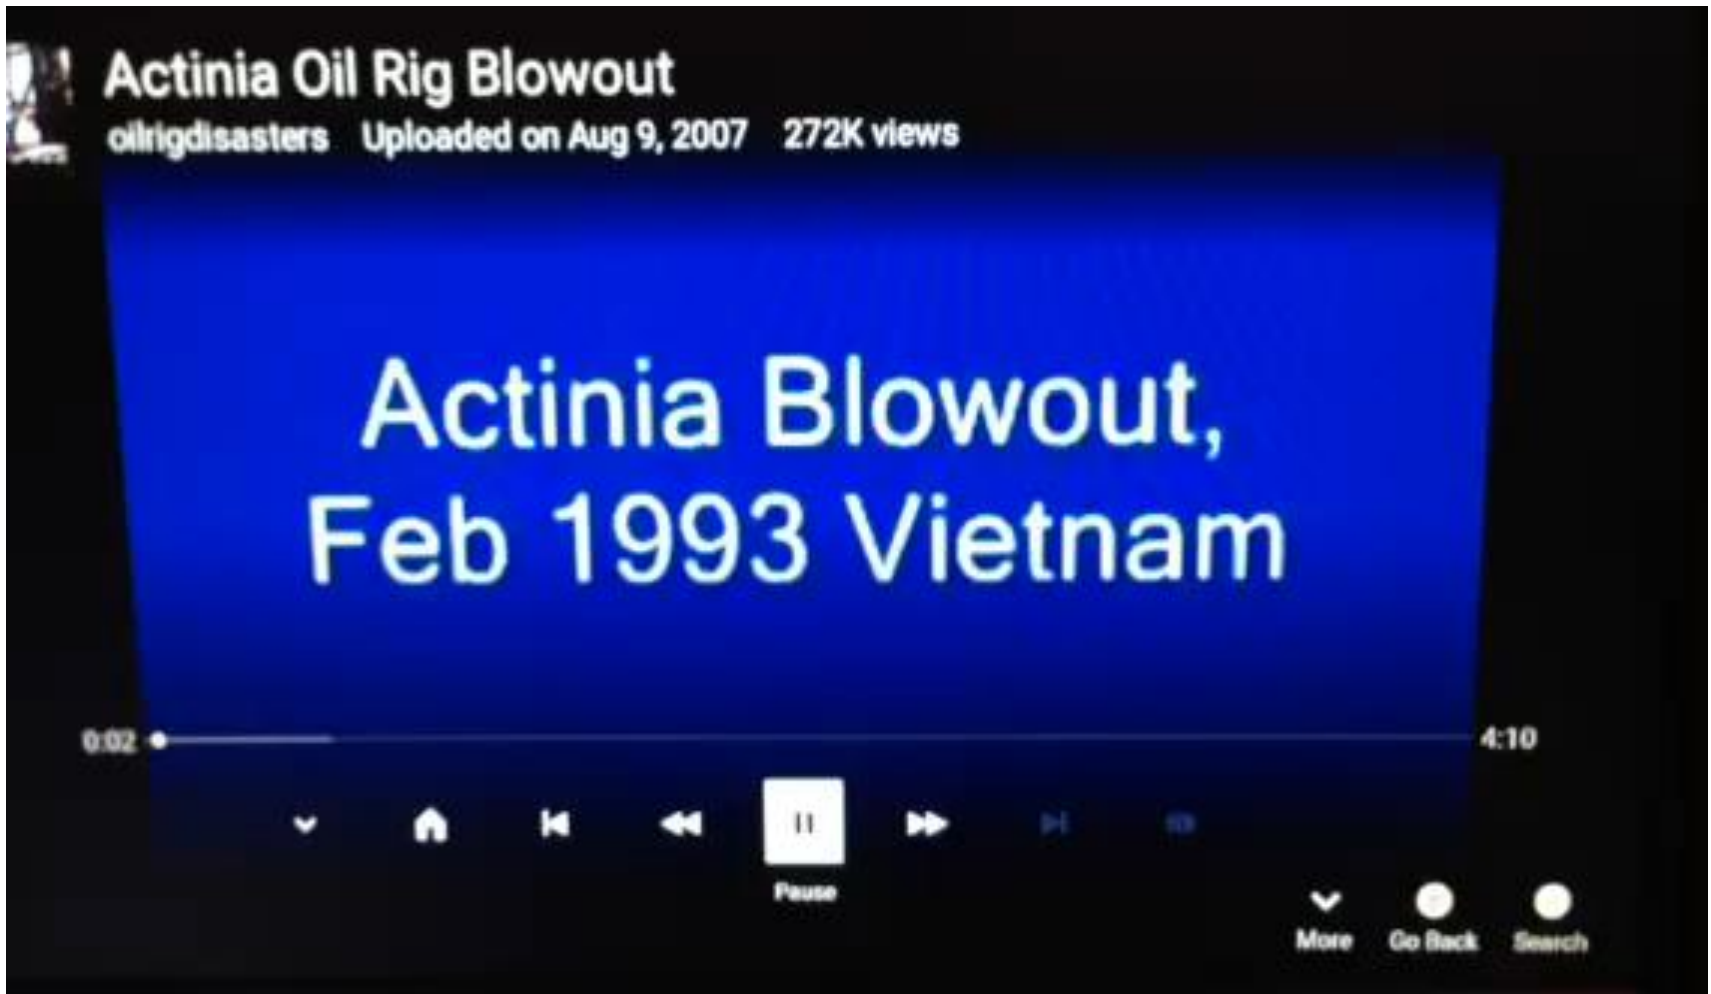 Actinia Oil Rig Blowout
oilrigdisasters Uploaded on Aug 9, 2007 272K views
Actinia Blowout,
Feb 1993 Vietnam
0:02 4:10
Pause
More Go Back Search